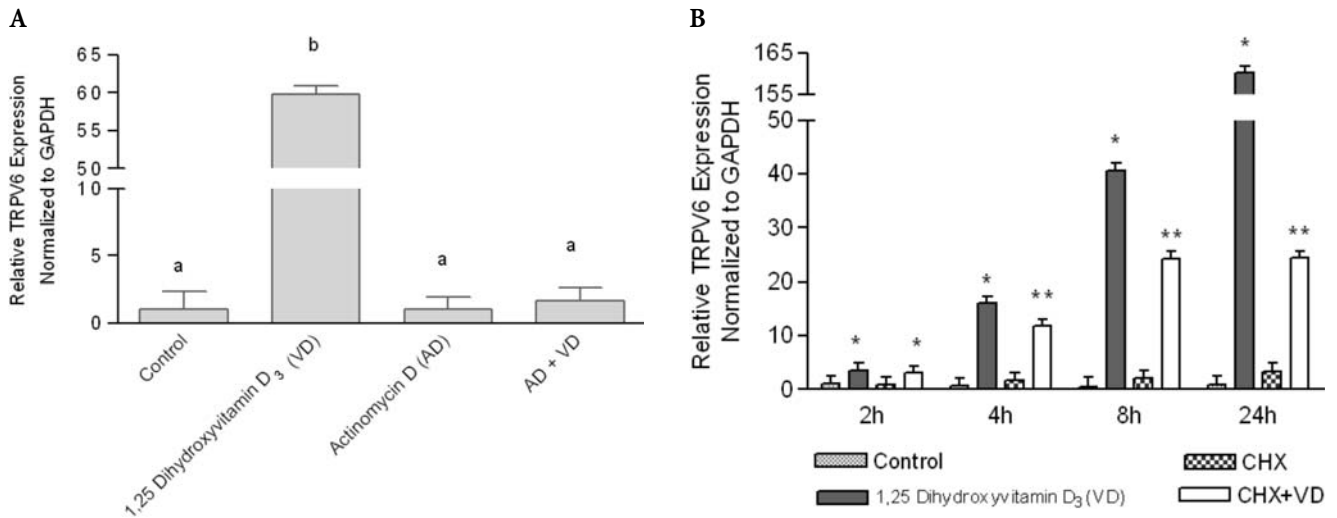 A
Relative TRPV6 Expression
Normalized to GAPDH
65
60
55
50
10
5
0
a
b
a
a
Control
1,25 Dihydroxyvitamin D3 (VD)
Actinomycin D (AD)
AD + VD
B
Relative TRPV6 Expression
Normalized to GAPDH
165
155
50
40
30
20
10
0
* *
* **
* **
* **
2h 4h 8h 24h
Control
1,25 Dihydroxyvitamin D3 (VD)
CHX
CHX+VD